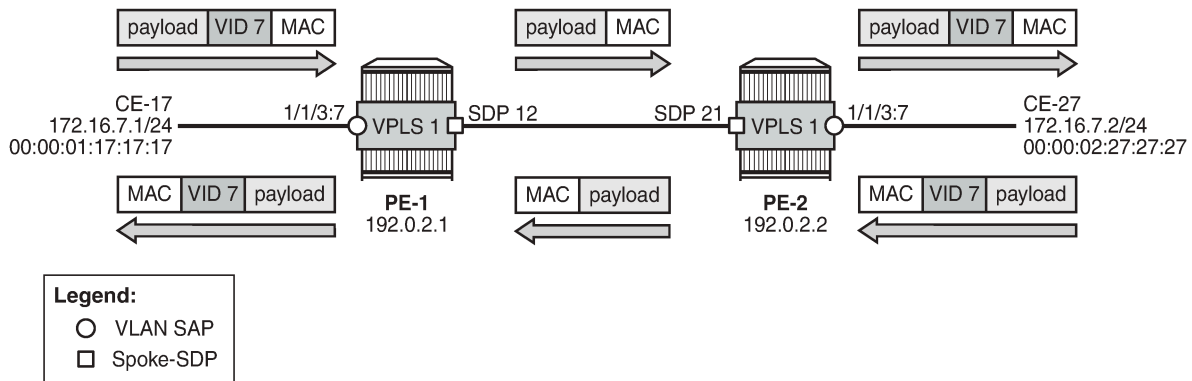 payload VID 7 MAC
payload MAC
payload VID 7 MAC
CE-17
172.16.7.1/24
00:00:01:17:17:17
1/1/3:7
VPLS 1
SDP 12
SDP 21
VPLS 1
1/1/3:7
CE-27
172.16.7.2/24
00:00:02:27:27:27
MAC VID 7 payload
PE-1
192.0.2.1
MAC payload
PE-2
192.0.2.2
MAC VID 7 payload
Legend:
VLAN SAP
Spoke-SDP